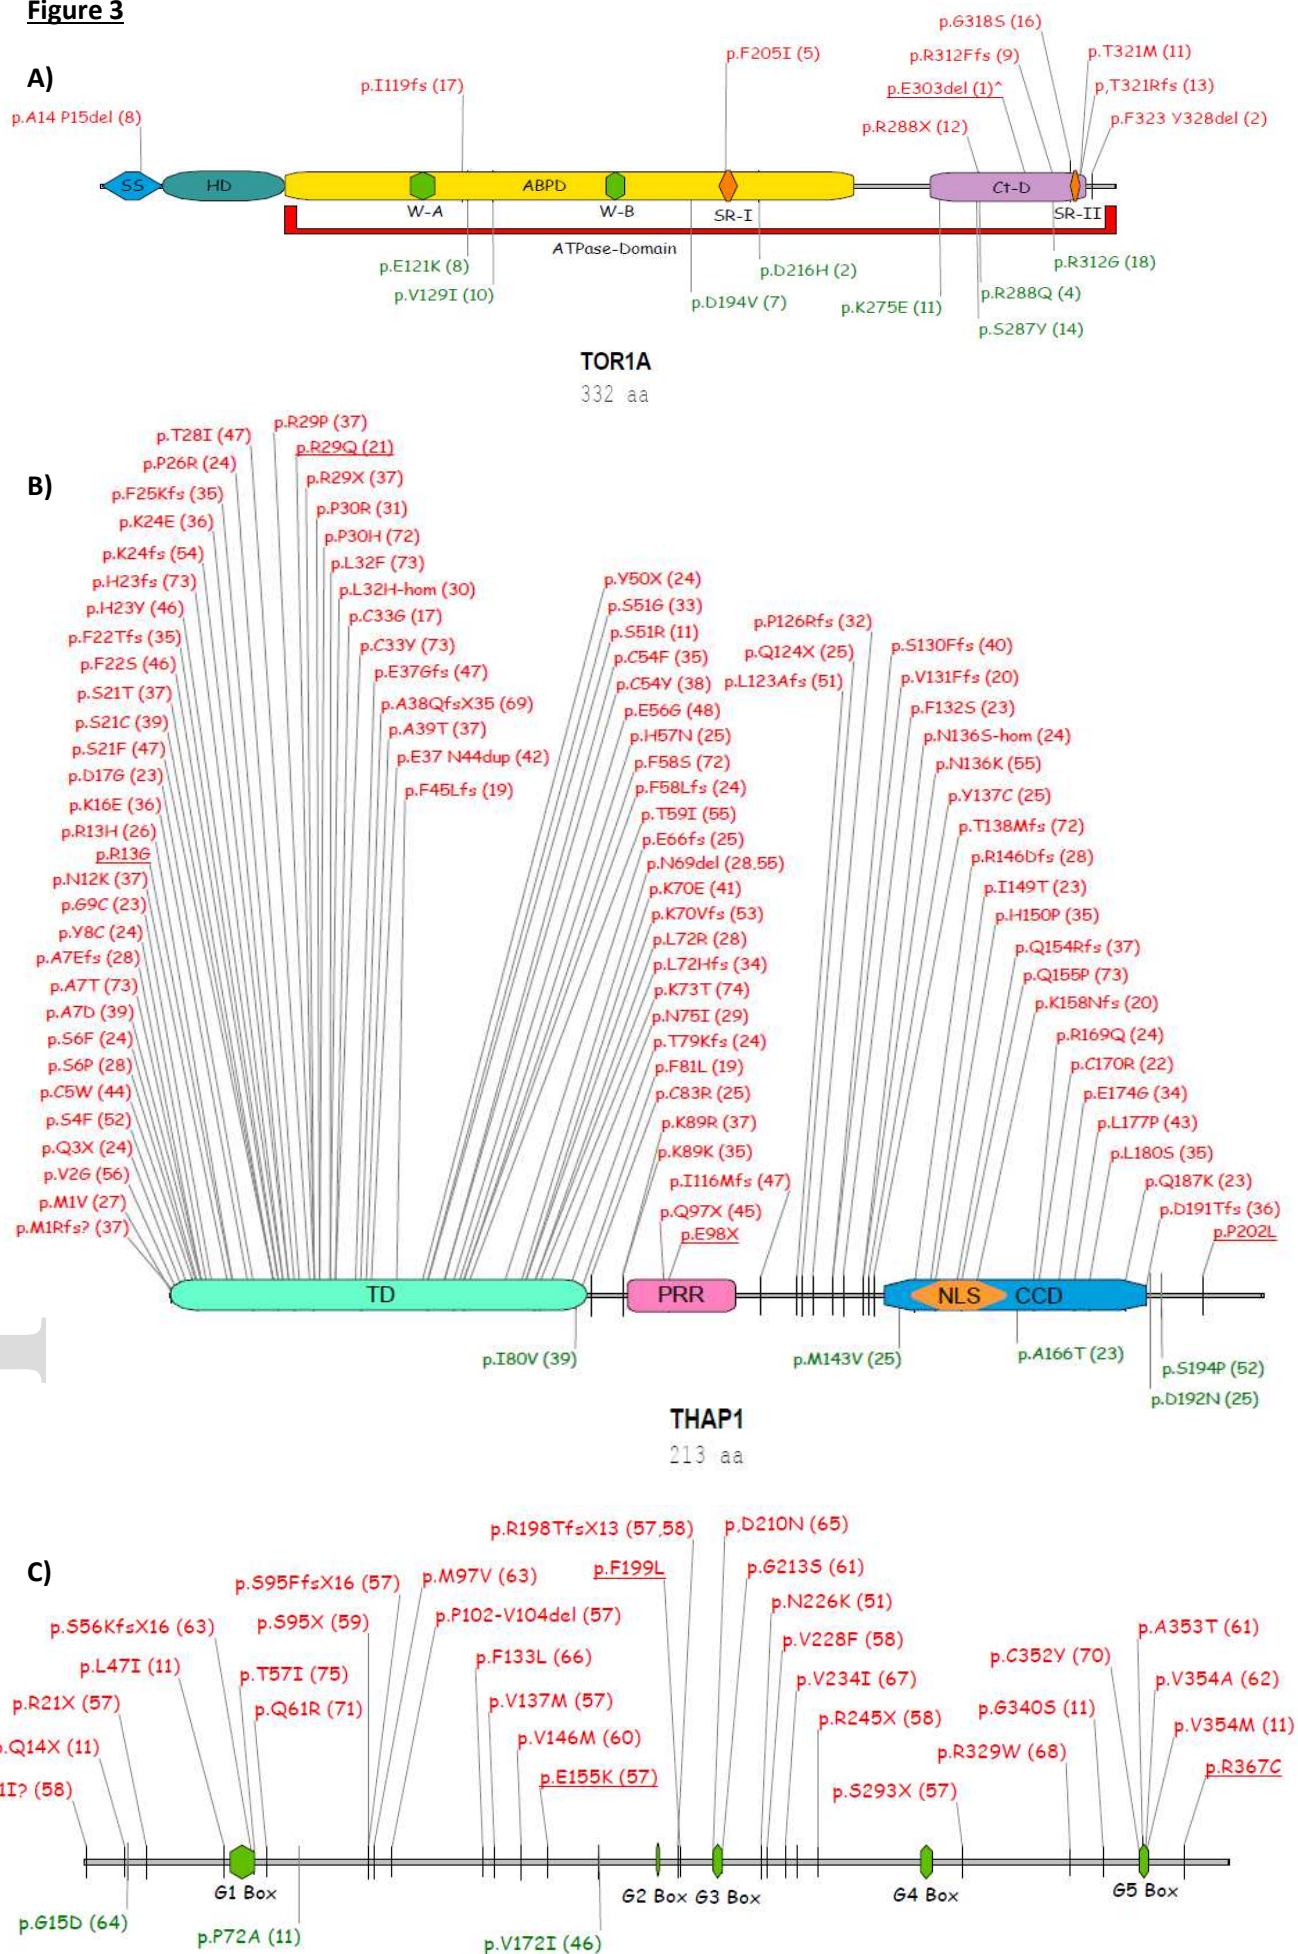 Figure 3
A)
p.G318S (16)
p.F205I (5)
p.R312Ffs (9)
p.T321M (11)
p.I119fs (17)
p.E303del (1)^
p,T321Rfs (13)
p.A14 P15del (8)
p.R288X (12)
p.F323 Y328del (2)
SS
HD
ABPD
Ct-D
W-A
W-B
SR-I
SR-II
ATPase-Domain
p.E121K (8)
p.V129I (10)
p.D194V (7)
p.D216H (2)
p.K275E (11)
p.R312G (18)
p.R288Q (4)
p.S287Y (14)
TOR1A
332 aa
B)
p.T28I (47)
p.P26R (24)
p.F25Kfs (35)
p.K24E (36)
p.K24fs (54)
p.H23fs (73)
p.H23Y (46)
p.F22Tfs (35)
p.F22S (46)
p.S21T (37)
p.S21C (39)
p.S21F (47)
p.D17G (23)
p.K16E (36)
p.R13H (26)
p.R13G
p.N12K (37)
p.G9C (23)
p.Y8C (24)
p.A7Efs (28)
p.A7T (73)
p.A7D (39)
p.S6F (24)
p.S6P (28)
p.C5W (44)
p.S4F (52)
p.Q3X (24)
p.V2G (56)
p.M1V (27)
p.M1Rfs? (37)
p.R29P (37)
p.R29Q (21)
p.R29X (37)
p.P30R (31)
p.P30H (72)
p.L32F (73)
p.L32H-hom (30)
p.C33G (17)
p.C33Y (73)
p.E37Gfs (47)
p.A38QfsX35 (69)
p.A39T (37)
p.E37 N44dup (42)
p.F45Lfs (19)
p.Y50X (24)
p.S51G (33)
p.S51R (11)
p.C54F (35)
p.C54Y (38)
p.E56G (48)
p.H57N (25)
p.F58S (72)
p.F58Lfs (24)
p.T59I (55)
p.E66fs (25)
p.N69del (28,55)
p.K70E (41)
p.K70Vfs (53)
p.L72R (28)
p.L72Hfs (34)
p.K73T (74)
p.N75I (29)
p.T79Kfs (24)
p.F81L (19)
p.C83R (25)
p.K89R (37)
p.K89K (35)
p.I116Mfs (47)
p.Q97X (45)
p.E98X
p.P126Rfs (32)
p.Q124X (25)
p.L123Afs (51)
p.S130Ffs (40)
p.V131Ffs (20)
p.F132S (23)
p.N136S-hom (24)
p.N136K (55)
p.Y137C (25)
p.T138Mfs (72)
p.R146Dfs (28)
p.I149T (23)
p.H150P (35)
p.Q154Rfs (37)
p.Q155P (73)
p.K158Nfs (20)
p.R169Q (24)
p.C170R (22)
p.E174G (34)
p.L177P (43)
p.L180S (35)
p.Q187K (23)
p.D191Tfs (36)
p.P202L
TD
PRR
NLS
CCD
p.I80V (39)
p.M143V (25)
p.A166T (23)
p.S194P (52)
p.D192N (25)
THAP1
213 aa
C)
p.R198TfsX13 (57,58)
p,D210N (65)
p.S95FfsX16 (57)
p.M97V (63)
p.F199L
p.G213S (61)
p.S56KfsX16 (63)
p.S95X (59)
p.P102-V104del (57)
p.N226K (51)
p.A353T (61)
p.L47I (11)
p.T57I (75)
p.F133L (66)
p.V228F (58)
p.C352Y (70)
p.R21X (57)
p.Q61R (71)
p.V137M (57)
p.V234I (67)
p.V354A (62)
.Q14X (11)
p.V146M (60)
p.R245X (58)
p.G340S (11)
p.V354M (11)
1I? (58)
p.E155K (57)
p.S293X (57)
p.R329W (68)
p.R367C
G1 Box
G2 Box
G3 Box
G4 Box
G5 Box
p.G15D (64)
p.P72A (11)
p.V172I (46)